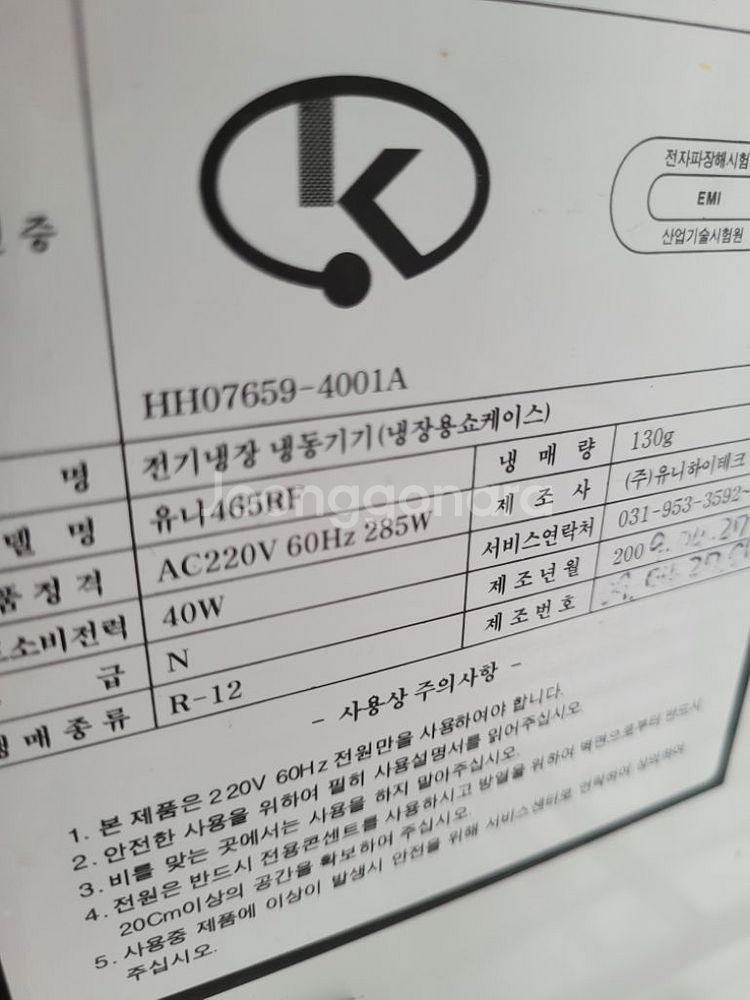 전자파장해시험
EMI
산업기술시험원
증
HH07659-4001A
명 전기냉장 냉동기기(냉장용쇼케이스)
델 명 유니465RF
품 정 격 AC220V 60Hz 285W
소비전력 40W
급 N
매 종 류 R-12
냉 매 량 130g
제 조 사 (주)유니하이테크
서비스연락처 031-953-3592~
제 조 년 월 2009.
제 조 번 호
- 사용상 주의사항 -
1. 본 제품은 220V 60Hz 전원만을 사용하여야 합니다.
2. 안전한 사용을 위하여 필히 사용설명서를 읽어주십시오.
3. 비를 맞는 곳에서는 사용을 하지 말아주십시오.
4. 전원은 반드시 전용콘센트를 사용하시고 방열을 위하여 벽면으로부터 반드시
20Cm이상의 공간을 확보하여 주십시오.
5. 사용중 제품에 이상이 발생시 안전을 위해 서비스센터로 연락하여
주십시오.
Joonggonara